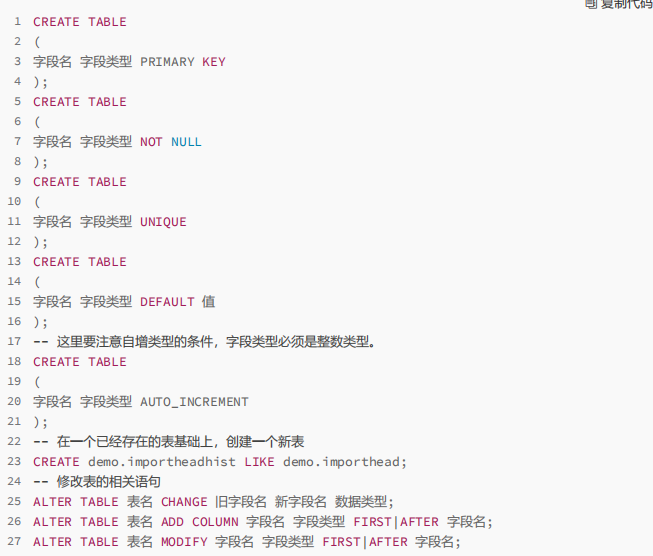 复制代码
1 CREATE TABLE
2 (
3 字段名 字段类型 PRIMARY KEY
4 );
5 CREATE TABLE
6 (
7 字段名 字段类型 NOT NULL
8 );
9 CREATE TABLE
10 (
11 字段名 字段类型 UNIQUE
12 );
13 CREATE TABLE
14 (
15 字段名 字段类型 DEFAULT 值
16 );
17 -- 这里要注意自增类型的条件，字段类型必须是整数类型。
18 CREATE TABLE
19 (
20 字段名 字段类型 AUTO_INCREMENT
21 );
22 -- 在一个已经存在的表基础上，创建一个新表
23 CREATE demo.importheadhist LIKE demo.importhead;
24 -- 修改表的相关语句
25 ALTER TABLE 表名 CHANGE 旧字段名 新字段名 数据类型;
26 ALTER TABLE 表名 ADD COLUMN 字段名 字段类型 FIRST|AFTER 字段名;
27 ALTER TABLE 表名 MODIFY 字段名 字段类型 FIRST|AFTER 字段名;